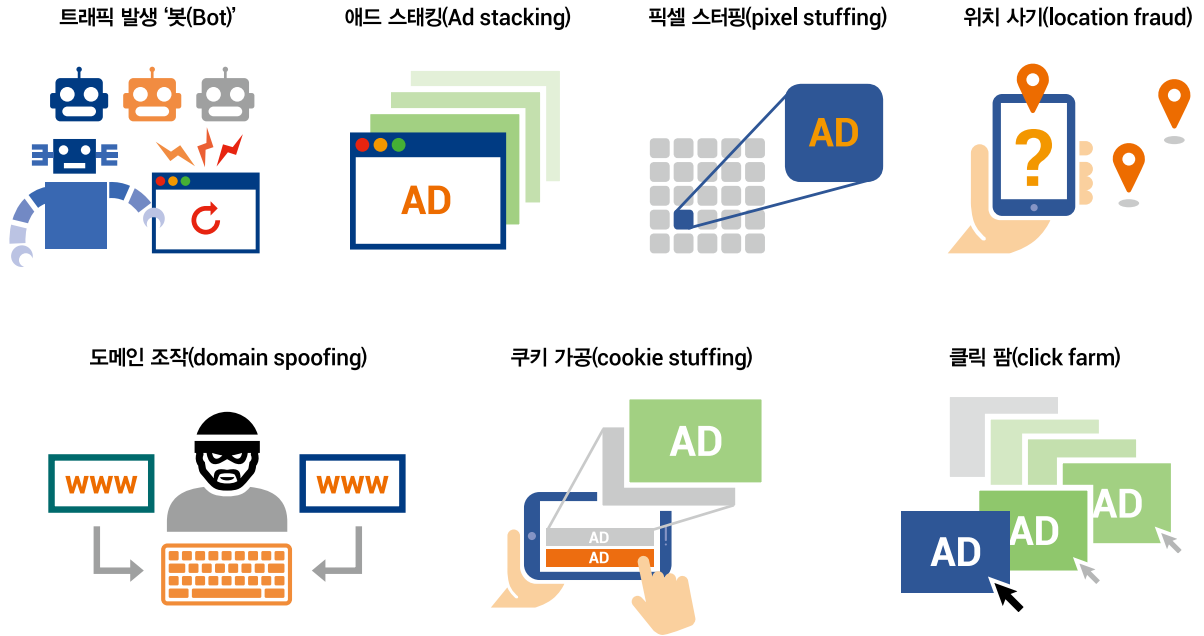 트래픽 발생 ‘봇(Bot)’
애드 스태킹(Ad stacking)
픽셀 스터핑(pixel stuffing)
위치 사기(location fraud)
AD
AD
?
도메인 조작(domain spoofing)
쿠키 가공(cookie stuffing)
클릭 팜(click farm)
www
www
AD
AD
AD
AD
AD
AD